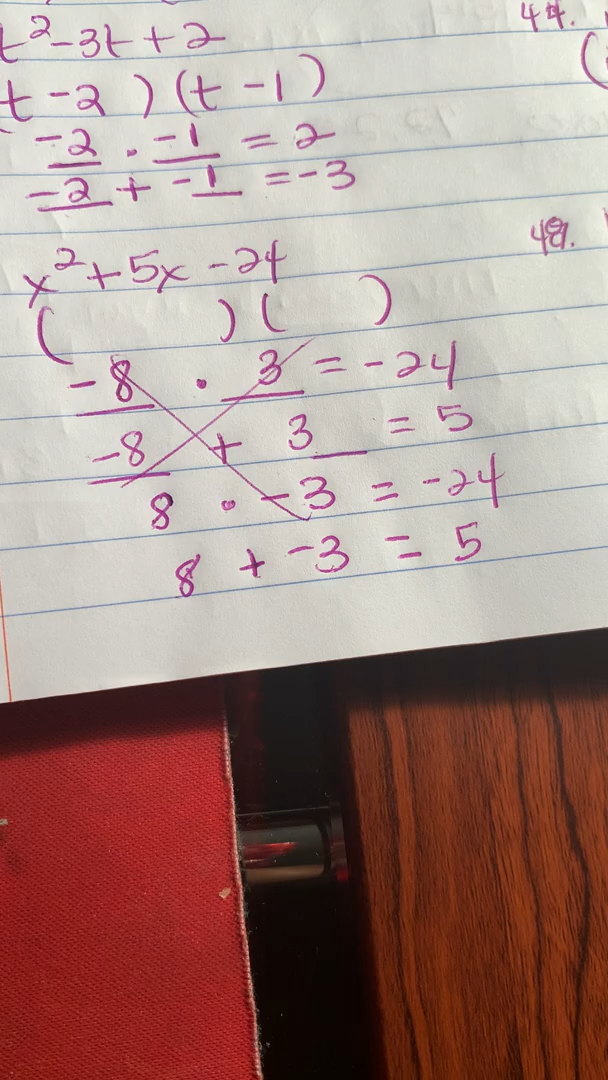 t²-3t+2
(t-2)(t-1)
-2 · -1 = 2
-2 + -1 = -3
x²+5x-24
( )( )
-8 · 3 = -24
-8 + 3 = 5
8 · -3 = -24
8 + -3 = 5
44.
(
49.